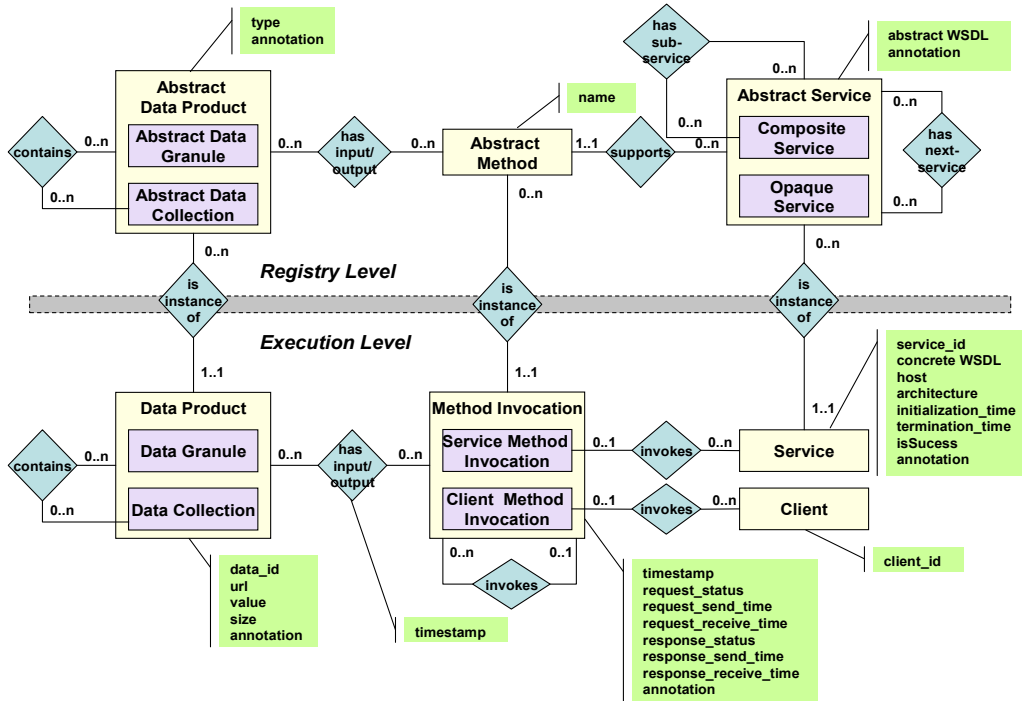 type
annotation
has
sub-
service
abstract WSDL
annotation
0..n
Abstract
Data Product
name
Abstract Service
0..n
0..n
contains
0..n
Abstract Data
Granule
0..n
has
input/
output
0..n
Abstract
Method
1..1
supports
0..n
Composite
Service
has
next-
service
0..n
Abstract Data
Collection
0..n
Opaque
Service
0..n
0..n
0..n
Registry Level
is
instance
of
is
instance
of
is
instance
of
Execution Level
service_id
concrete WSDL
host
architecture
initialization_time
termination_time
isSucess
annotation
1..1
1..1
1..1
Data Product
Method Invocation
contains
0..n
Data Granule
0..n
has
input/
output
0..n
Service Method
Invocation
0..1
invokes
0..n
Service
0..n
Data Collection
Client Method
Invocation
0..1
invokes
0..n
Client
0..n
0..1
invokes
client_id
data_id
url
value
size
annotation
timestamp
timestamp
request_status
request_send_time
request_receive_time
response_status
response_send_time
response_receive_time
annotation